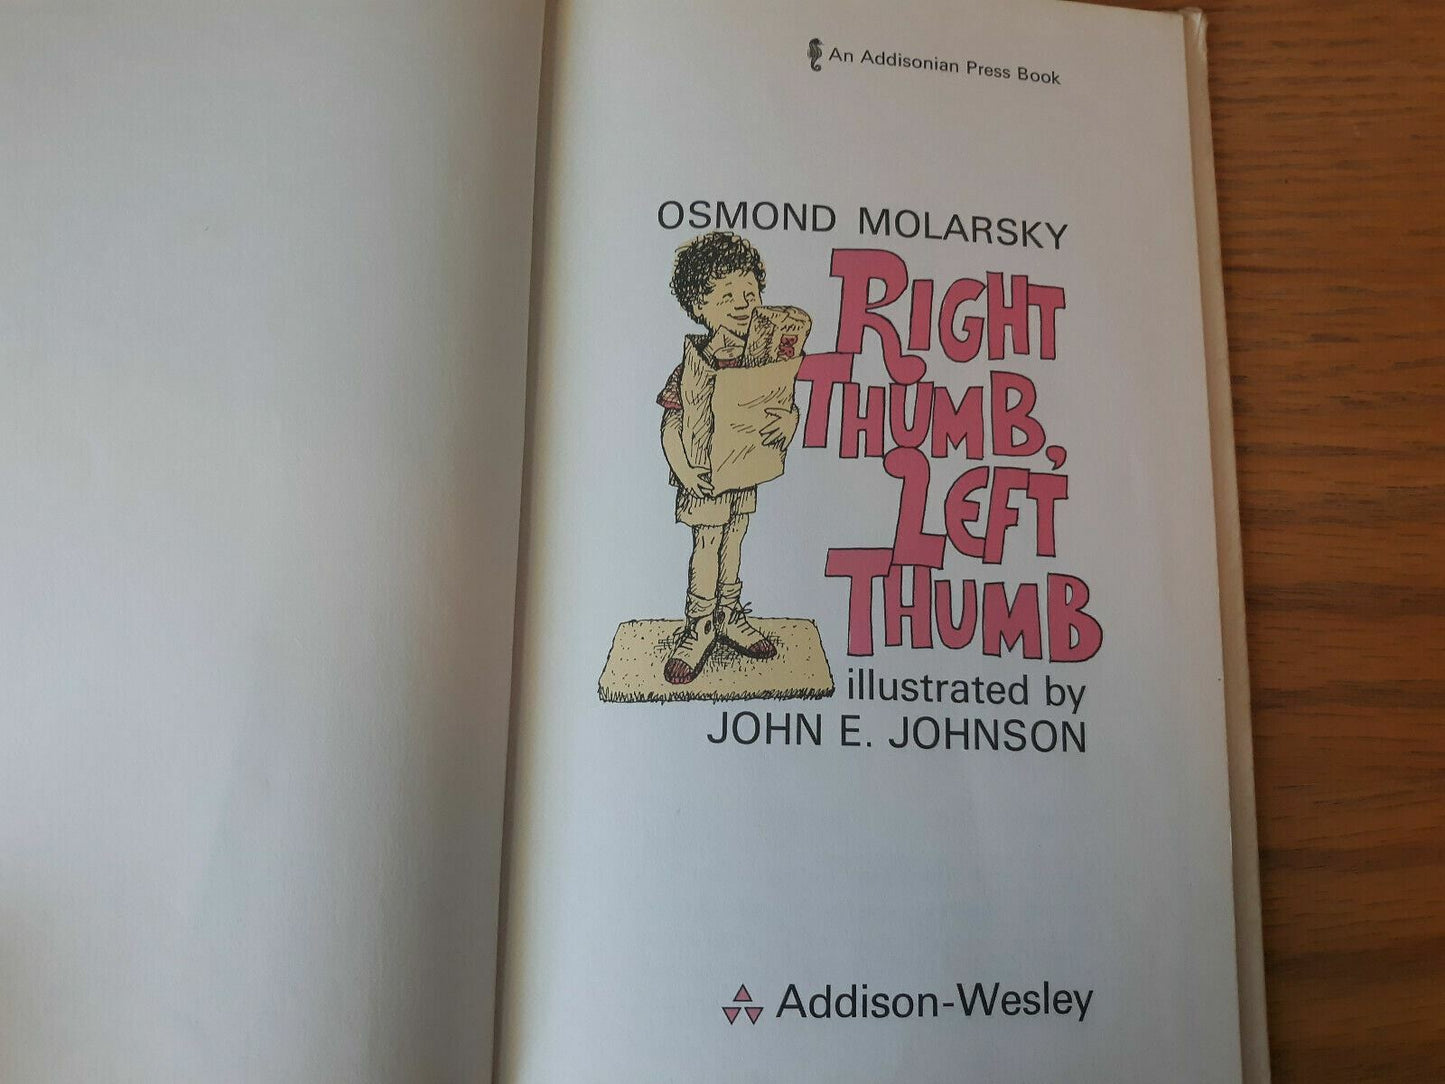 An Addisonian Press Book
OSMOND MOLARSKY
RIGHT
THUMB,
LEFT
THUMB
illustrated by
JOHN E. JOHNSON
Addison-Wesley